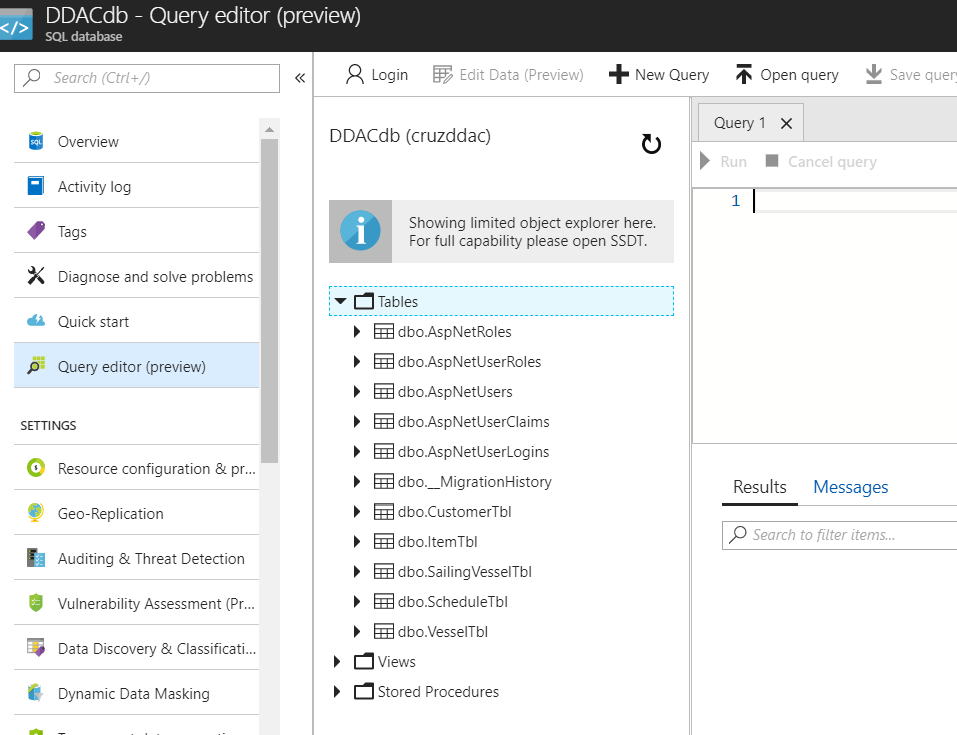 DDACdb - Query editor (preview)
SQL database
Search (Ctrl+/)
«
Overview
Activity log
Tags
Diagnose and solve problems
Quick start
Query editor (preview)
SETTINGS
Resource configuration & pr...
Geo-Replication
Auditing & Threat Detection
Vulnerability Assessment (Pr...
Data Discovery & Classificati...
Dynamic Data Masking
Login
Edit Data (Preview)
New Query
Open query
Save query
DDACdb (cruzddac)
Showing limited object explorer here.
For full capability please open SSDT.
Tables
dbo.AspNetRoles
dbo.AspNetUserRoles
dbo.AspNetUsers
dbo.AspNetUserClaims
dbo.AspNetUserLogins
dbo.__MigrationHistory
dbo.CustomerTbl
dbo.ItemTbl
dbo.SailingVesselTbl
dbo.ScheduleTbl
dbo.VesselTbl
Views
Stored Procedures
Query 1
Run
Cancel query
1
Results
Messages
Search to filter items...